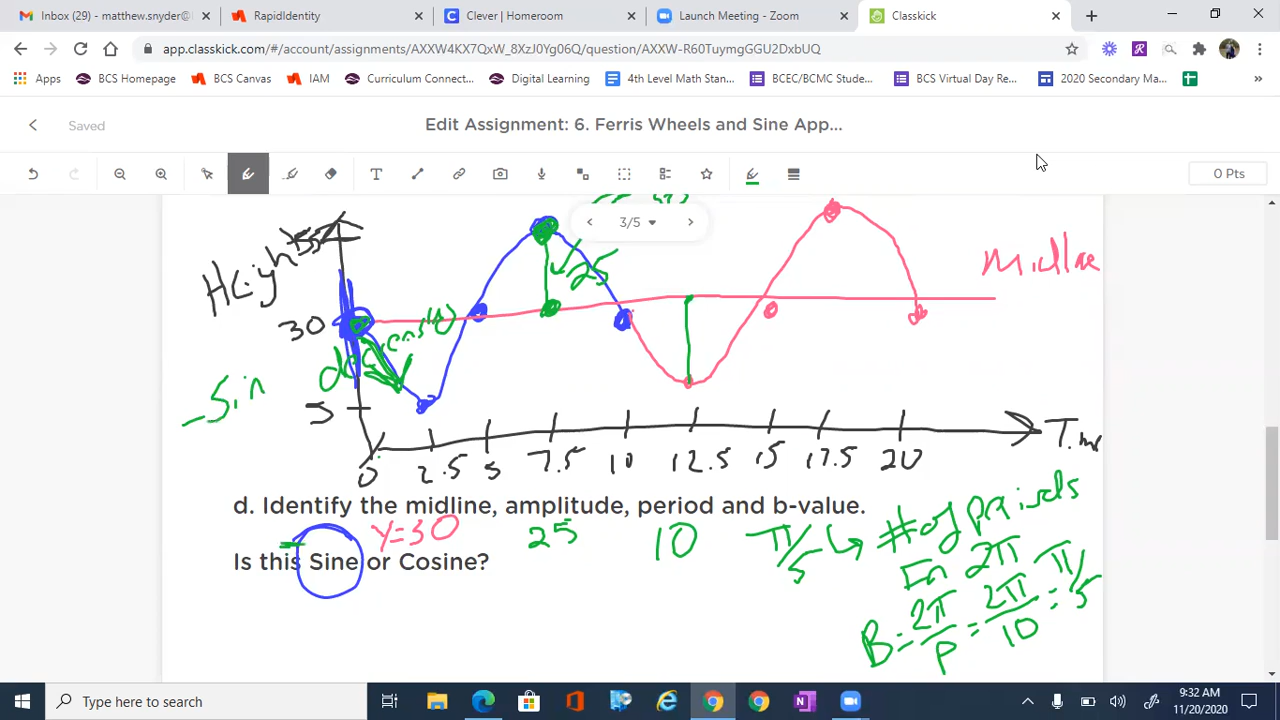 Inbox (26) - matthew.snyder@ RapidIdentity Clever | Homeroom Launch Meeting - Zoom Classkick
app.classkick.com/#/account/assignments/AXXW4KX7QxW_8XzJ0Yg06Q/question/AXXW-R60TuymgGGU2DxbUQ
Apps BCS Homepage BCS Canvas IAM Curriculum Connect... Digital Learning 4th Level Math Stan... BCEC/BCMC Stude... BCS Virtual Day Re... 2020 Secondary Ma... »
Saved Edit Assignment: 6. Ferris Wheels and Sine App...
T 0 Pts
3/5
Height
55
25
Midline
30
decreasing
-Sin
5
0 2.5 5 7.5 10 12.5 15 17.5 20
d. Identify the midline, amplitude, period and b-value.
y=30 25 10 π/5
# of periods
In 2π
Is this - Sine or Cosine?
B = 2π/P = 2π/10 = π/5
Type here to search
9:32 AM
11/20/2020